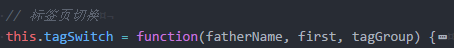 // 标签页切换
this.tagSwitch = function(fatherName, first, tagGroup) {